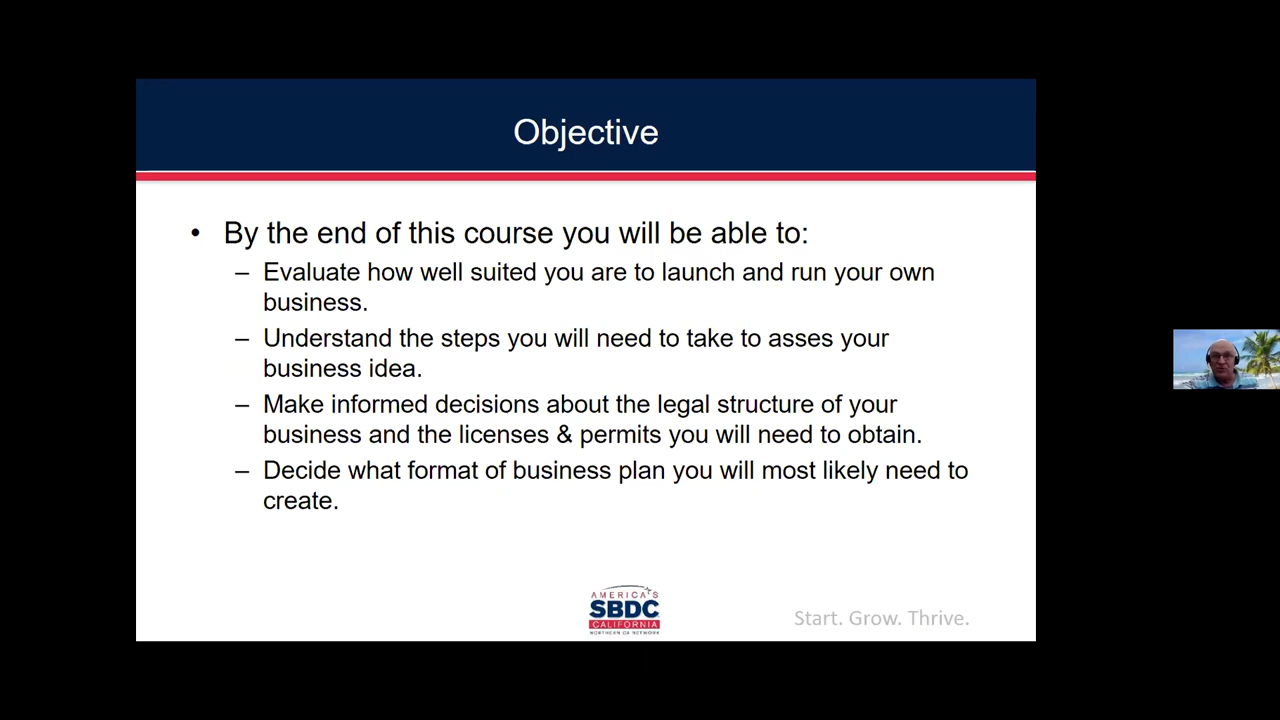 Objective
• By the end of this course you will be able to:
– Evaluate how well suited you are to launch and run your own
business.
– Understand the steps you will need to take to asses your
business idea.
– Make informed decisions about the legal structure of your
business and the licenses & permits you will need to obtain.
– Decide what format of business plan you will most likely need to
create.
AMERICA'S
SBDC
CALIFORNIA
NORTHERN CA NETWORK
Start. Grow. Thrive.